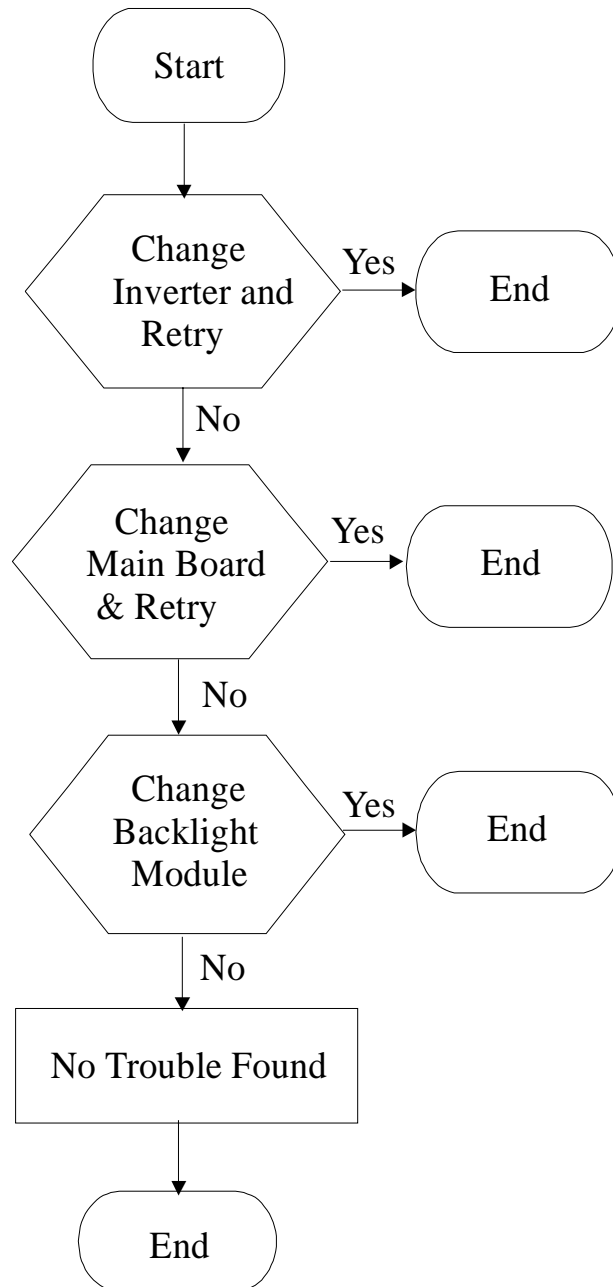 Start
Change
Inverter and
Retry
Yes
End
No
Change
Main Board
& Retry
Yes
End
No
Change
Backlight
Module
Yes
End
No
No Trouble Found
End